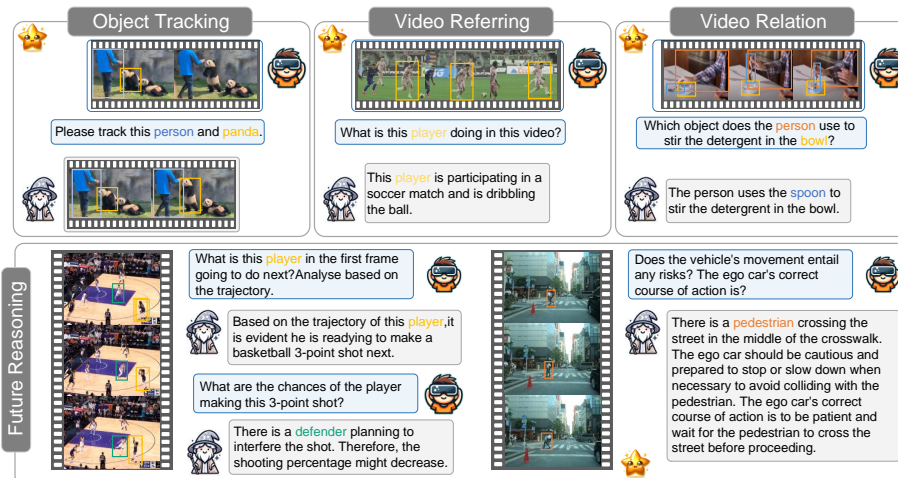 Object Tracking
Please track this person and panda.
Video Referring
What is this player doing in this video?
This player is participating in a
soccer match and is dribbling
the ball.
Video Relation
Which object does the person use to
stir the detergent in the bowl?
The person uses the spoon to
stir the detergrent in the bowl.
Future Reasoning
What is this player in the first frame
going to do next?Analyse based on
the trajectory.
Based on the trajectory of this player,it
is evident he is readying to make a
basketball 3-point shot next.
What are the chances of the player
making this 3-point shot?
There is a defender planning to
interfere the shot. Therefore, the
shooting percentage might decrease.
Does the vehicle's movement entail
any risks? The ego car's correct
course of action is?
There is a pedestrian crossing the
street in the middle of the crosswalk.
The ego car should be cautious and
prepared to stop or slow down when
necessary to avoid colliding with the
pedestrian. The ego car's correct
course of action is to be patient and
wait for the pedestrian to cross the
street before proceeding.